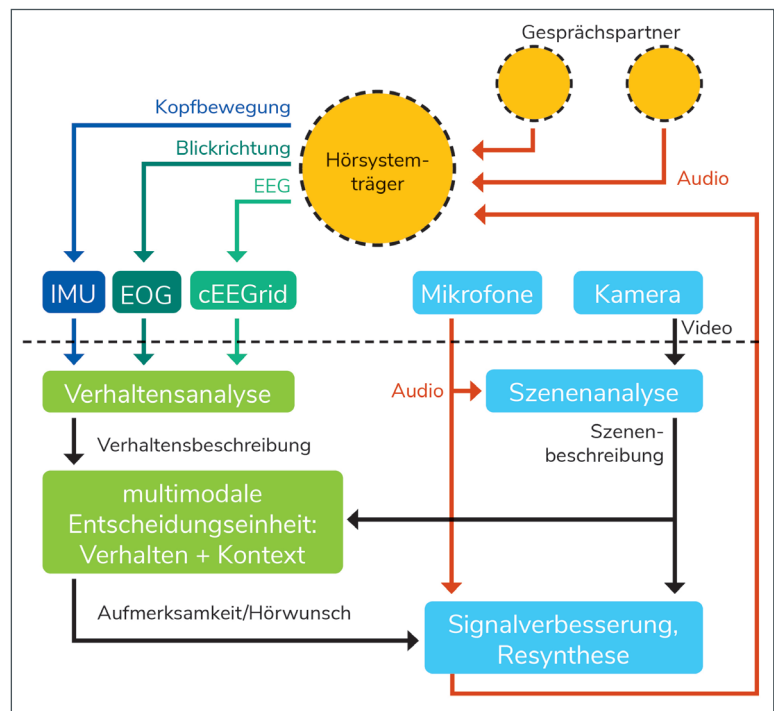 Gesprächspartner
Kopfbewegung
Blickrichtung
EEG
Hörsystem-
träger
Audio
IMU
EOG
cEEGrid
Mikrofone
Kamera
Video
Verhaltensanalyse
Audio
Szenenanalyse
Verhaltensbeschreibung
Szenen-
beschreibung
multimodale
Entscheidungseinheit:
Verhalten + Kontext
Aufmerksamkeit/Hörwunsch
Signalverbesserung,
Resynthese